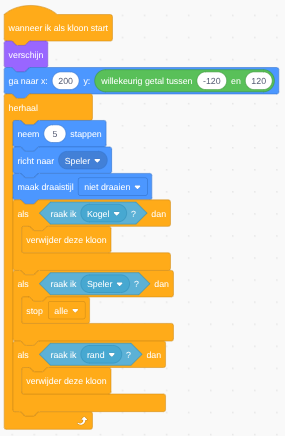 wanneer ik als kloon start
verschijn
ga naar x: 200 y: willekeurig getal tussen -120 en 120
herhaal
neem 5 stappen
richt naar Speler
maak draaistijl niet draaien
als raak ik Kogel ? dan
verwijder deze kloon
als raak ik Speler ? dan
stop alle
als raak ik rand ? dan
verwijder deze kloon